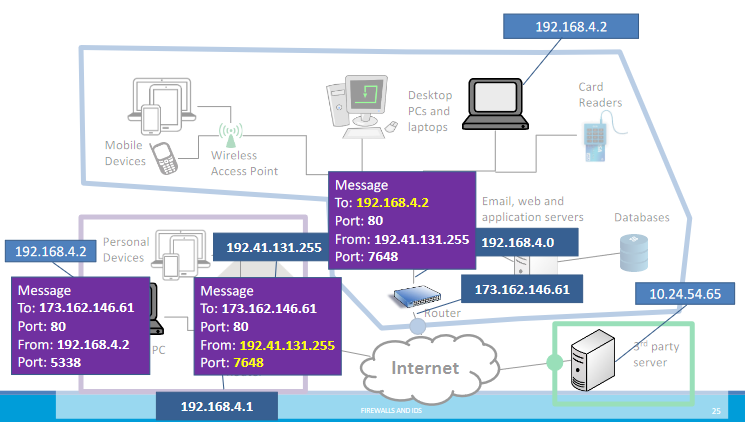 192.168.4.2
Mobile
Devices
Wireless
Access Point
Desktop
PCs and
laptops
Card
Readers
Message
To: 192.168.4.2
Port: 80
From: 192.41.131.255
Port: 7648
Email, web and
application servers
Databases
192.168.4.0
173.162.146.61
Router
10.24.54.65
192.168.4.2
Personal
Devices
192.41.131.255
Message
To: 173.162.146.61
Port: 80
From: 192.168.4.2
Port: 5338
PC
Message
To: 173.162.146.61
Port: 80
From: 192.41.131.255
Port: 7648
192.168.4.1
Internet
3rd party
server
FIREWALLS AND IDS
25